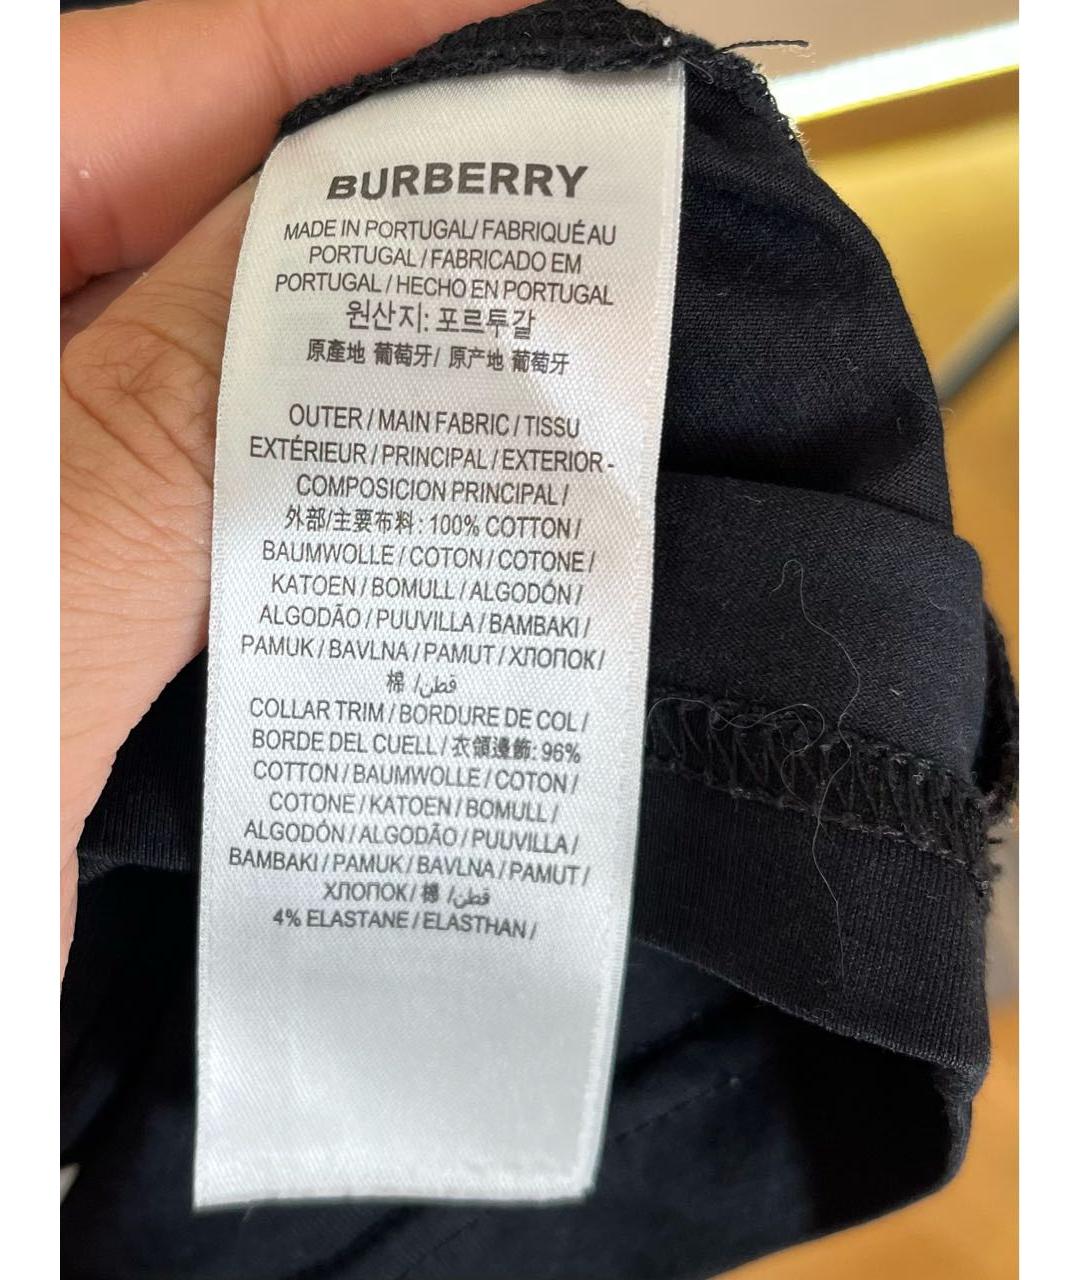 BURBERRY
MADE IN PORTUGAL/ FABRIQUÉ AU
PORTUGAL / FABRICADO EM
PORTUGAL / HECHO EN PORTUGAL
원산지: 포르투갈
原產地 葡萄牙/ 原产地 葡萄牙
OUTER / MAIN FABRIC / TISSU
EXTÉRIEUR / PRINCIPAL / EXTERIOR -
COMPOSICION PRINCIPAL /
外部/主要布料 : 100% COTTON /
BAUMWOLLE / COTON / COTONE /
KATOEN / BOMULL / ALGODÓN /
ALGODÃO / PUUVILLA / BAMBAKI /
PAMUK / BAVLNA / PAMUT / ХЛОПОК /
棉 /قطن
COLLAR TRIM / BORDURE DE COL /
BORDE DEL CUELL / 衣領邊飾: 96%
COTTON / BAUMWOLLE / COTON /
COTONE / KATOEN / BOMULL /
ALGODÓN / ALGODÃO / PUUVILLA /
BAMBAKI / PAMUK / BAVLNA / PAMUT /
ХЛОПОК / 棉 /قطن
4% ELASTANE / ELASTHAN /